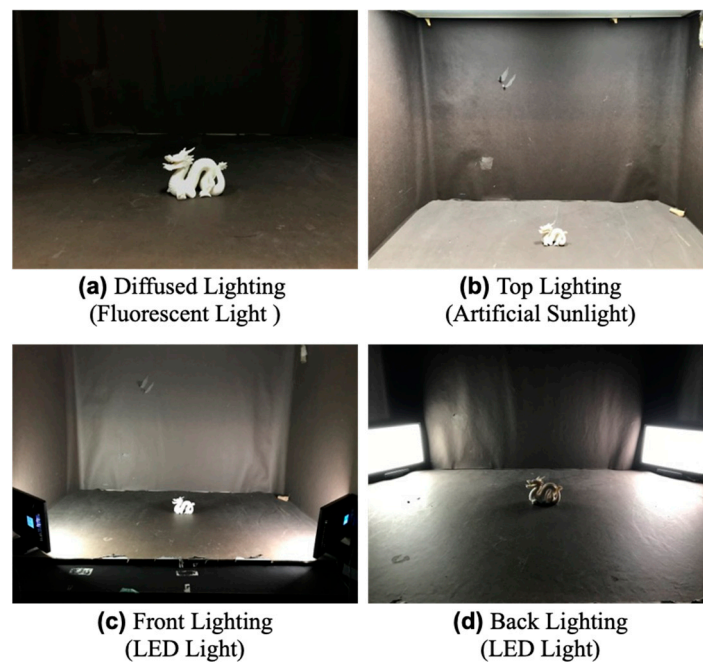 (a) Diffused Lighting
(Fluorescent Light )
(b) Top Lighting
(Artificial Sunlight)
(c) Front Lighting
(LED Light)
(d) Back Lighting
(LED Light)